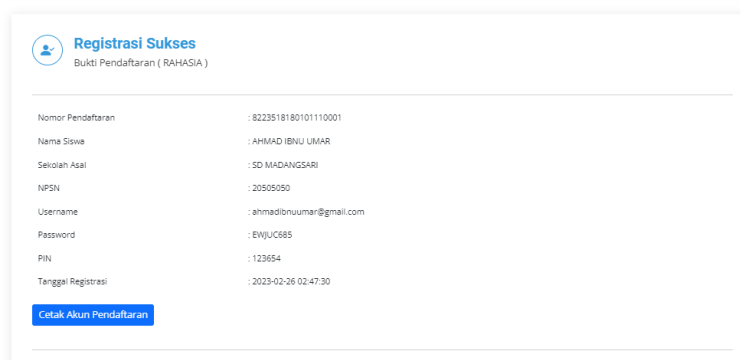 Registrasi Sukses
Bukti Pendaftaran ( RAHASIA )
Nomor Pendaftaran : 8223518180101110001
Nama Siswa : AHMAD IBNU UMAR
Sekolah Asal : SD MADANGSARI
NPSN : 20505050
Username : ahmadibnuumar@gmail.com
Password : EWJUC685
PIN : 123654
Tanggal Registrasi : 2023-02-26 02:47:30
Cetak Akun Pendaftaran